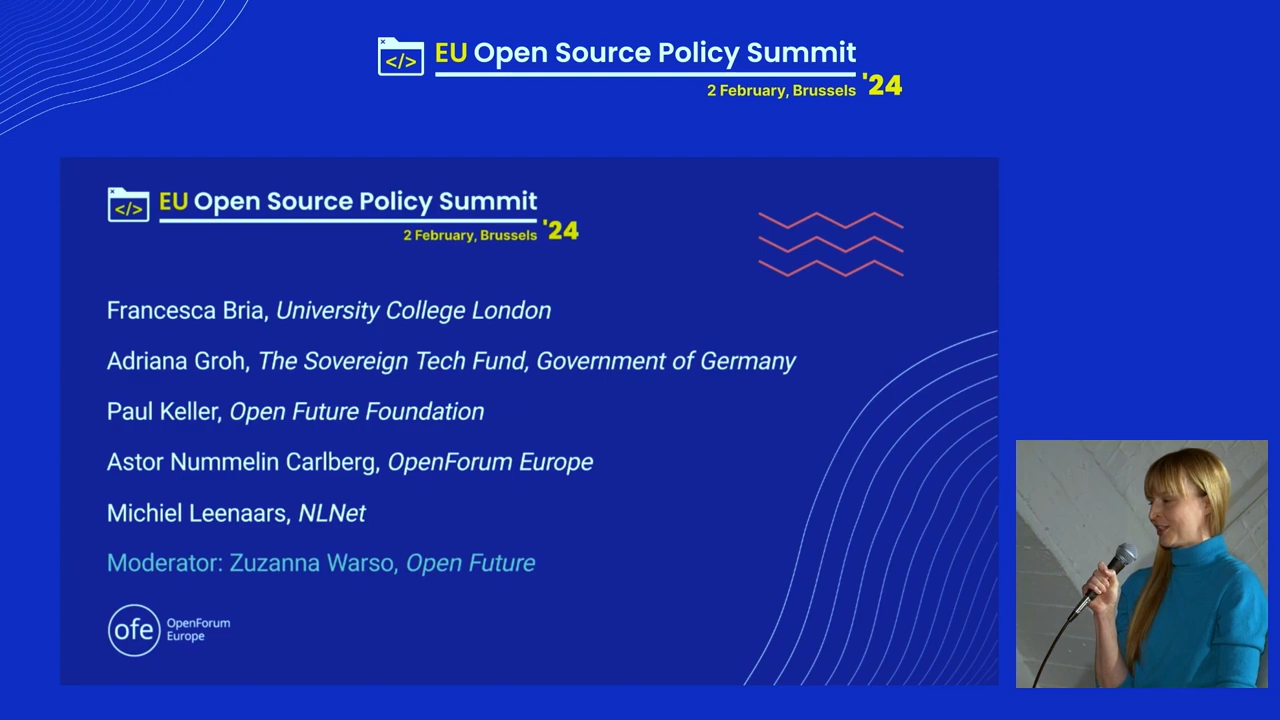 </> EU Open Source Policy Summit
2 February, Brussels '24
</> EU Open Source Policy Summit
2 February, Brussels '24
Francesca Bria, University College London
Adriana Groh, The Sovereign Tech Fund, Government of Germany
Paul Keller, Open Future Foundation
Astor Nummelin Carlberg, OpenForum Europe
Michiel Leenaars, NLNet
Moderator: Zuzanna Warso, Open Future
ofe OpenForum
Europe